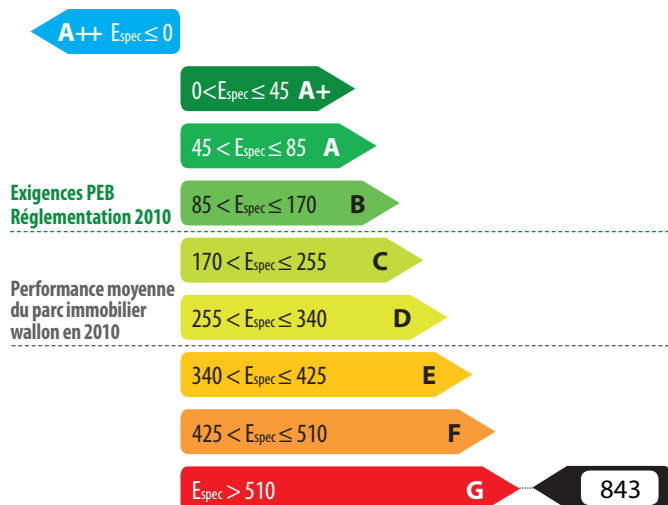 A++ Espec ≤ 0
0<Espec ≤ 45 A+
45 < Espec ≤ 85 A
Exigences PEB
Réglementation 2010
85 < Espec ≤ 170 B
170 < Espec ≤ 255 C
Performance moyenne
du parc immobilier
wallon en 2010
255 < Espec ≤ 340 D
340 < Espec ≤ 425 E
425 < Espec ≤ 510 F
Espec > 510 G 843